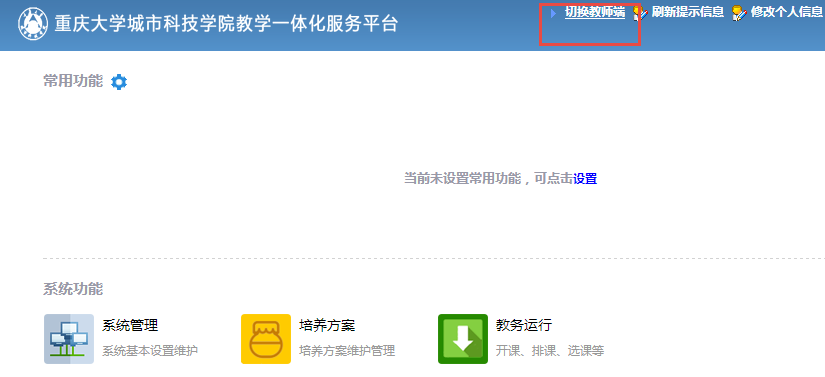 重庆大学城市科技学院教学一体化服务平台
切换教师端 刷新提示信息 修改个人信息
常用功能
当前未设置常用功能，可点击设置
系统功能
系统管理 培养方案 教务运行
系统基本设置维护 培养方案维护管理 开课、排课、选课等